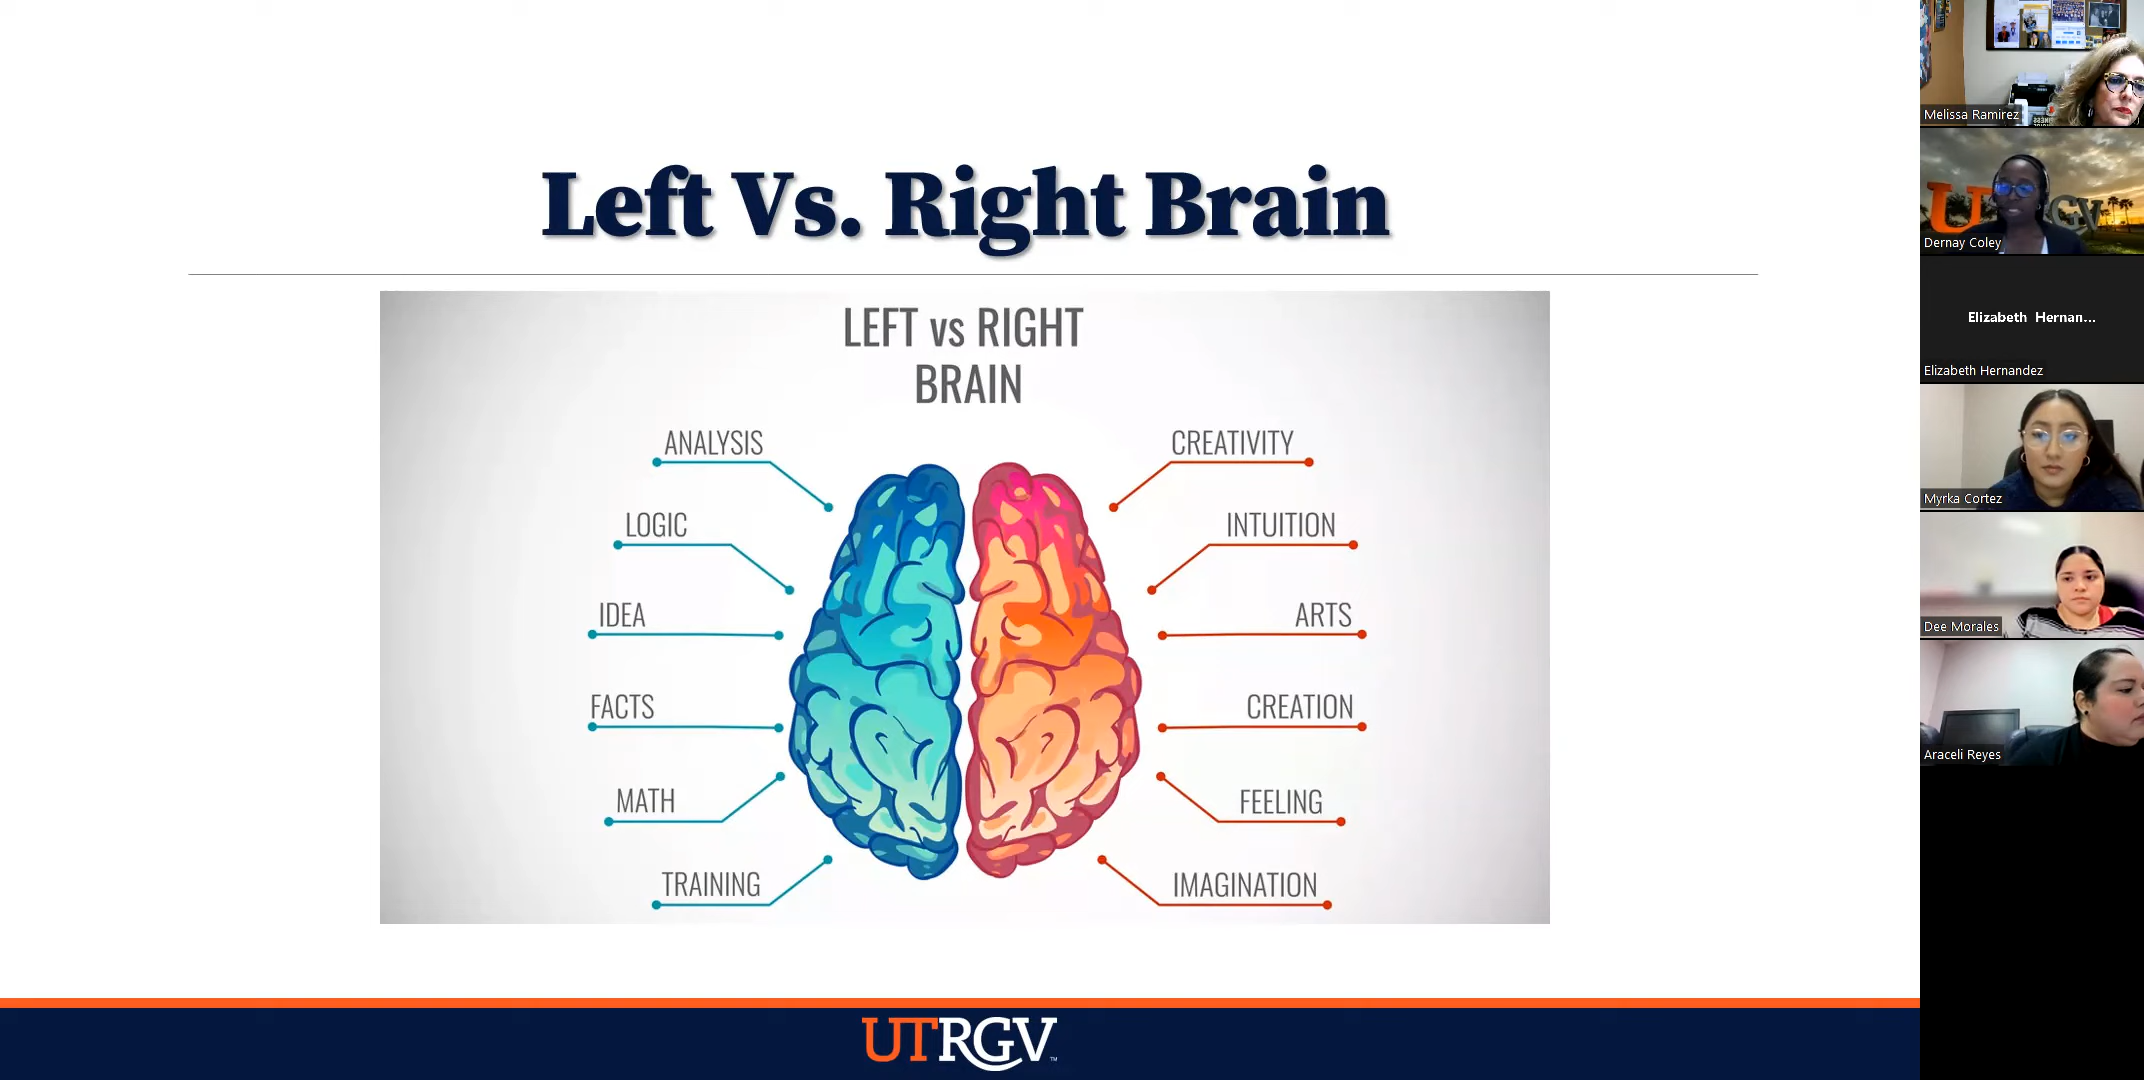 Left Vs. Right Brain
LEFT vs RIGHT
BRAIN
ANALYSIS
LOGIC
IDEA
FACTS
MATH
TRAINING
CREATIVITY
INTUITION
ARTS
CREATION
FEELING
IMAGINATION
UTRGV™
Melissa Ramirez
UTRGV
Dernay Coley
Elizabeth Hernan...
Elizabeth Hernandez
Myrka Cortez
Dee Morales
Araceli Reyes